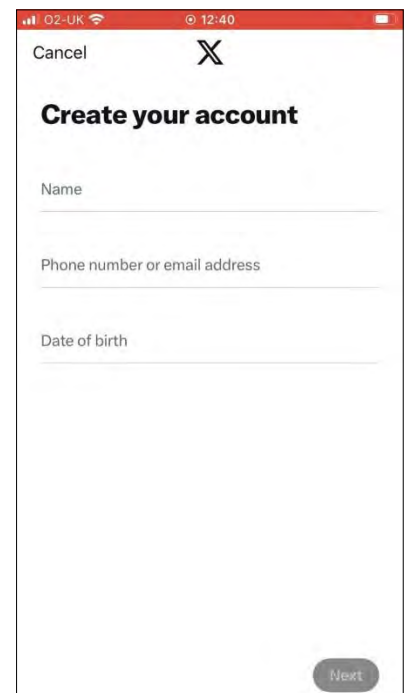 O2-UK 12:40
Cancel X
Create your account
Name
Phone number or email address
Date of birth
Next